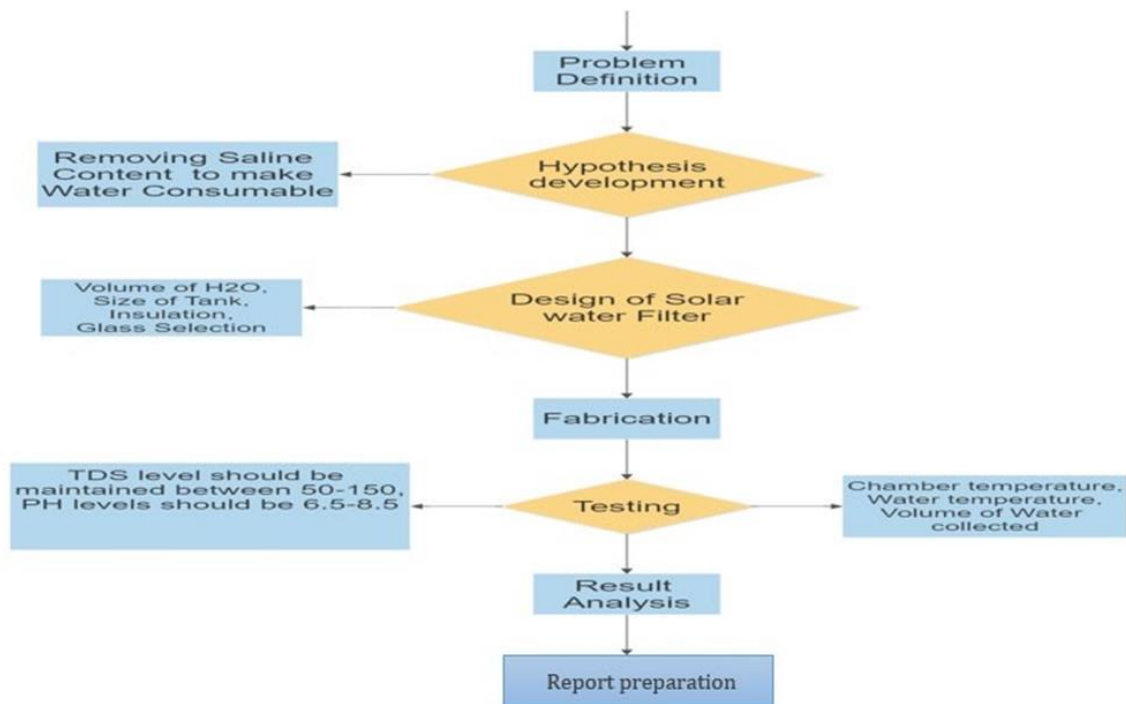 Problem
Definition
Hypothesis
development
Removing Saline
Content to make
Water Consumable
Design of Solar
water Filter
Volume of H2O,
Size of Tank,
Insulation,
Glass Selection
Fabrication
Testing
TDS level should be
maintained between 50-150,
PH levels should be 6.5-8.5
Chamber temperature,
Water temperature,
Volume of Water
collected
Result
Analysis
Report preparation